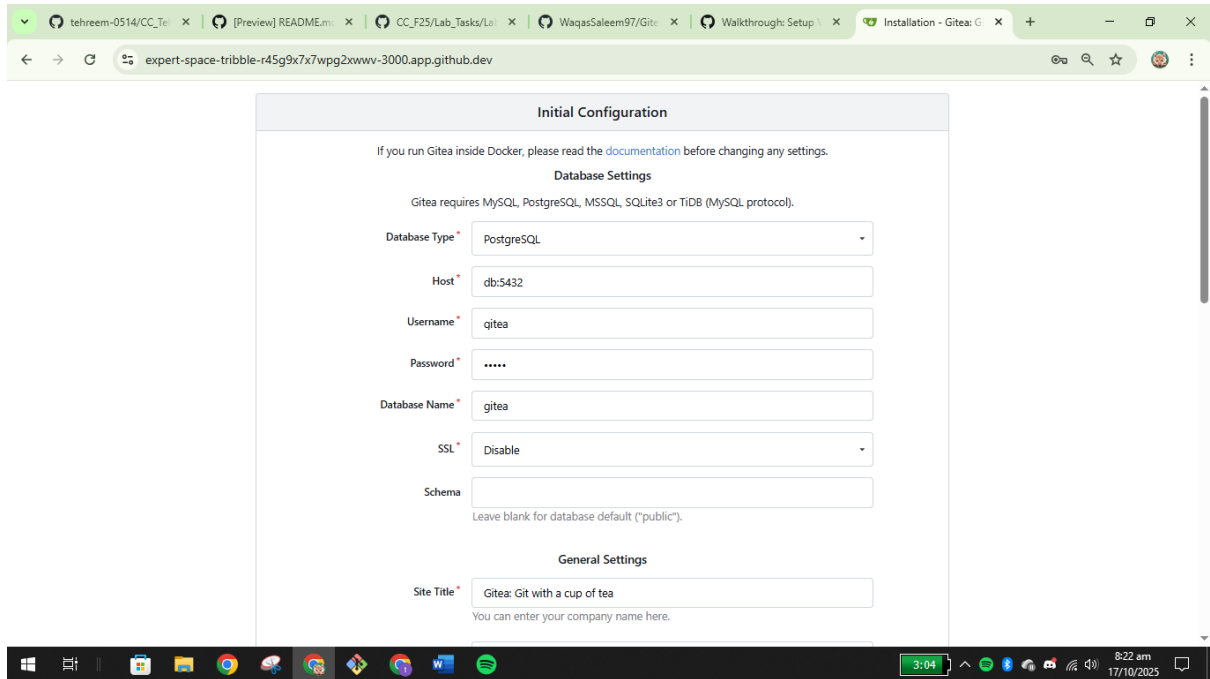 tehreem-0514/CC_Te
[Preview] README.m
CC_F25/Lab_Tasks/La
WaqasSaleem97/Gite
Walkthrough: Setup
Installation - Gitea: G
expert-space-tribble-r45g9x7x7wpg2xwwv-3000.app.github.dev
Initial Configuration
If you run Gitea inside Docker, please read the documentation before changing any settings.
Database Settings
Gitea requires MySQL, PostgreSQL, MSSQL, SQLite3 or TiDB (MySQL protocol).
Database Type* PostgreSQL
Host* db:5432
Username* gitea
Password* •••••
Database Name* gitea
SSL* Disable
Schema
Leave blank for database default ("public").
General Settings
Site Title* Gitea: Git with a cup of tea
You can enter your company name here.
3:04
8:22 am
17/10/2025